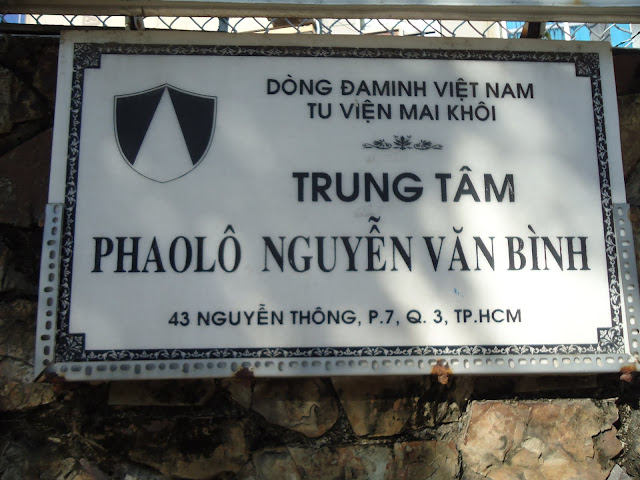 DÒNG ĐAMINH VIỆT NAM
TU VIỆN MAI KHÔI
TRUNG TÂM
PHAOLÔ NGUYỄN VĂN BÌNH
43 NGUYỄN THÔNG, P.7, Q. 3, TP.HCM